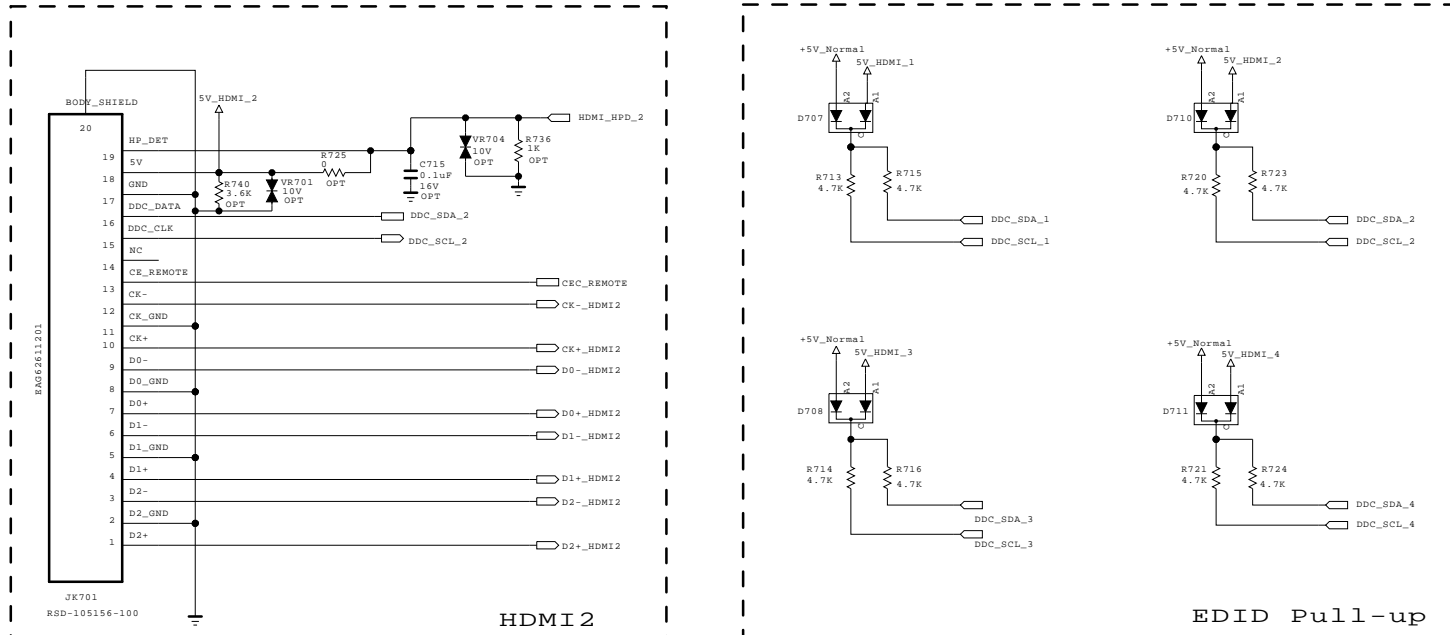 BODY_SHIELD
20
5V_HDMI_2
HP_DET
19
5V
18
GND
17
DDC_DATA
16
DDC_CLK
15
NC
14
CE_REMOTE
13
CK-
12
CK_GND
11
CK+
10
D0-
9
D0_GND
8
D0+
7
D1-
6
D1_GND
5
D1+
4
D2-
3
D2_GND
2
D2+
1
EAG62611201
JK701
RSD-105156-100
R740
3.6K
OPT
VR701
10V
OPT
R725
0
OPT
C715
0.1uF
16V
OPT
VR704
10V
OPT
R736
1K
OPT
HDMI_HPD_2
DDC_SDA_2
DDC_SCL_2
CEC_REMOTE
CK-_HDMI2
CK+_HDMI2
D0-_HDMI2
D0+_HDMI2
D1-_HDMI2
D1+_HDMI2
D2-_HDMI2
D2+_HDMI2
HDMI2
+5V_Normal
5V_HDMI_1
A2
A1
D707
C
R713
4.7K
R715
4.7K
DDC_SDA_1
DDC_SCL_1
+5V_Normal
5V_HDMI_2
A2
A1
D710
C
R720
4.7K
R723
4.7K
DDC_SDA_2
DDC_SCL_2
+5V_Normal
5V_HDMI_3
A2
A1
D708
C
R714
4.7K
R716
4.7K
DDC_SDA_3
DDC_SCL_3
+5V_Normal
5V_HDMI_4
A2
A1
D711
C
R721
4.7K
R724
4.7K
DDC_SDA_4
DDC_SCL_4
EDID Pull-up